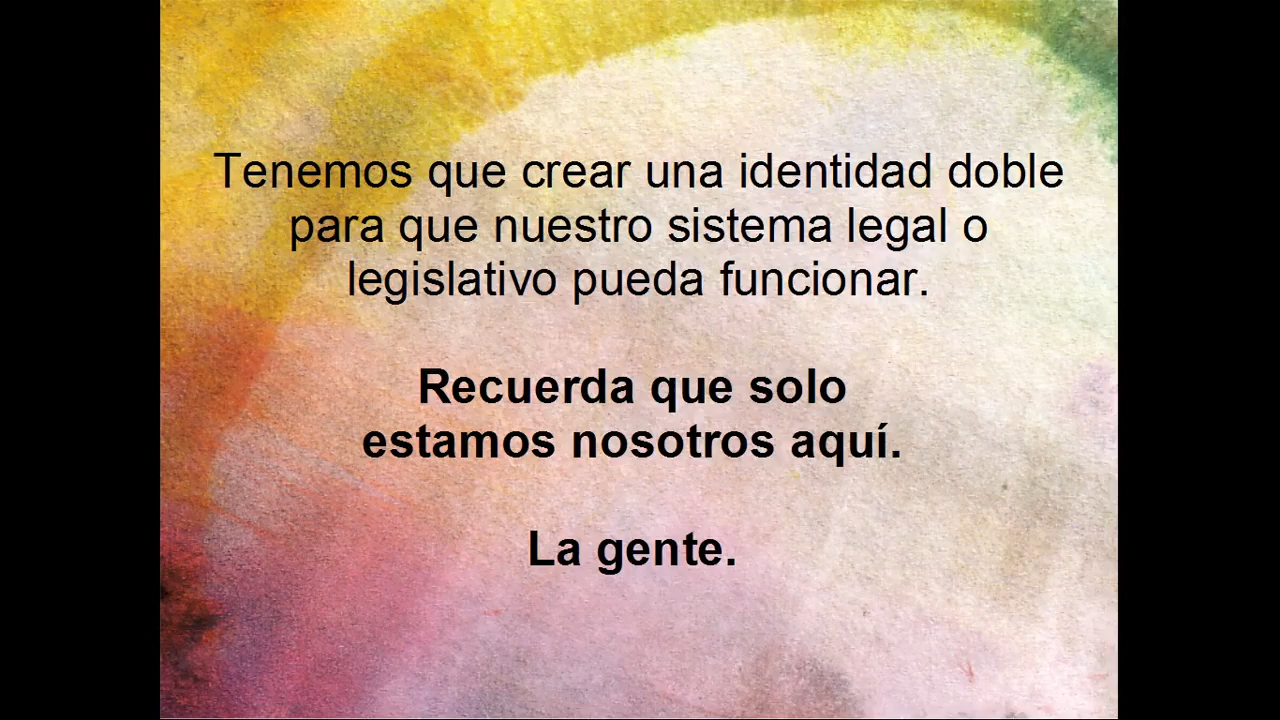 Tenemos que crear una identidad doble
para que nuestro sistema legal o
legislativo pueda funcionar.
Recuerda que solo
estamos nosotros aquí.
La gente.